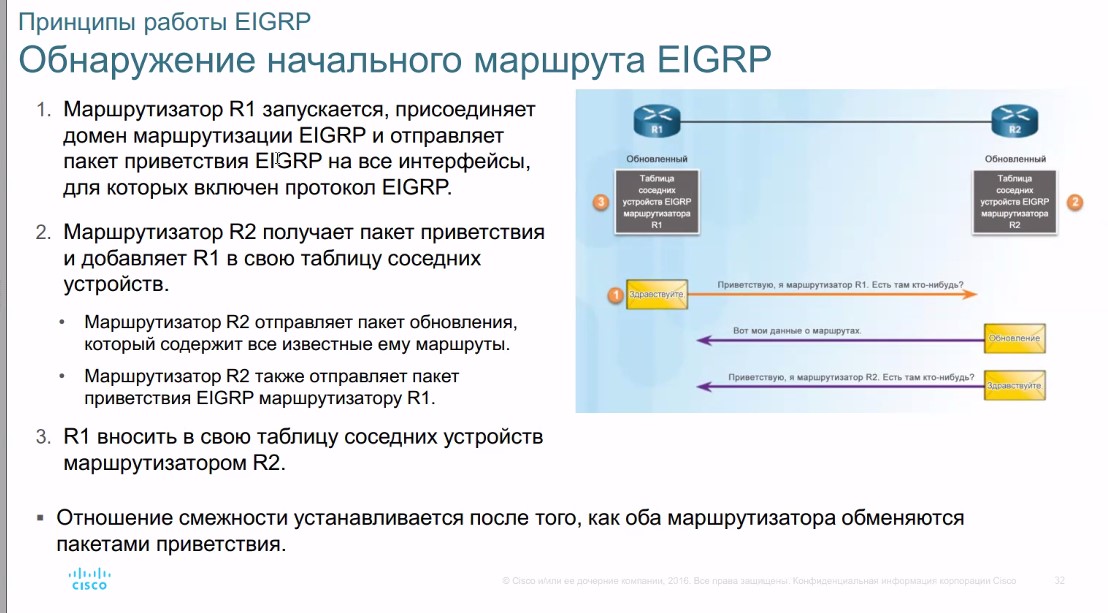 Принципы работы EIGRP
Обнаружение начального маршрута EIGRP
1. Маршрутизатор R1 запускается, присоединяет
домен маршрутизации EIGRP и отправляет
пакет приветствия EIGRP на все интерфейсы,
для которых включен протокол EIGRP.
2. Маршрутизатор R2 получает пакет приветствия
и добавляет R1 в свою таблицу соседних
устройств.
• Маршрутизатор R2 отправляет пакет обновления,
который содержит все известные ему маршруты.
• Маршрутизатор R2 также отправляет пакет
приветствия EIGRP маршрутизатору R1.
3. R1 вносить в свою таблицу соседних устройств
маршрутизатором R2.
▪ Отношение смежности устанавливается после того, как оба маршрутизатора обменяются
пакетами приветствия.
R1
R2
Обновленный
Обновленный
3
Таблица
соседних
устройств EIGRP
маршрутизатора
R1
Таблица
соседних
устройств EIGRP
маршрутизатора
R2
2
1
Здравствуйте
Приветствую, я маршрутизатор R1. Есть там кто-нибудь?
Вот мои данные о маршрутах.
Обновление
Приветствую, я маршрутизатор R2. Есть там кто-нибудь?
Здравствуйте
CISCO
© Cisco и/или ее дочерние компании, 2016. Все права защищены. Конфиденциальная информация корпорации Cisco
32